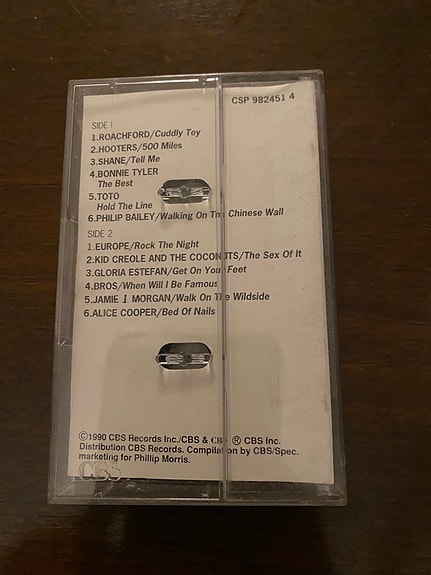 CSP 982451 4
SIDE 1
1.ROACHFORD/Cuddly Toy
2.HOOTERS/500 Miles
3.SHANE/Tell Me
4.BONNIE TYLER
The Best
5.TOTO
Hold The Line
6.PHILIP BAILEY/Walking On The Chinese Wall
SIDE 2
1.EUROPE/Rock The Night
2.KID CREOLE AND THE COCONUTS/The Sex Of It
3.GLORIA ESTEFAN/Get On Your Feet
4.BROS/When Will I Be Famous
5.JAMIE J. MORGAN/Walk On The Wildside
6.ALICE COOPER/Bed Of Nails
©1990 CBS Records Inc./CBS & CBS ® CBS Inc.
Distribution CBS Records. Compilation by CBS/Spec.
marketing for Phillip Morris.
CBS